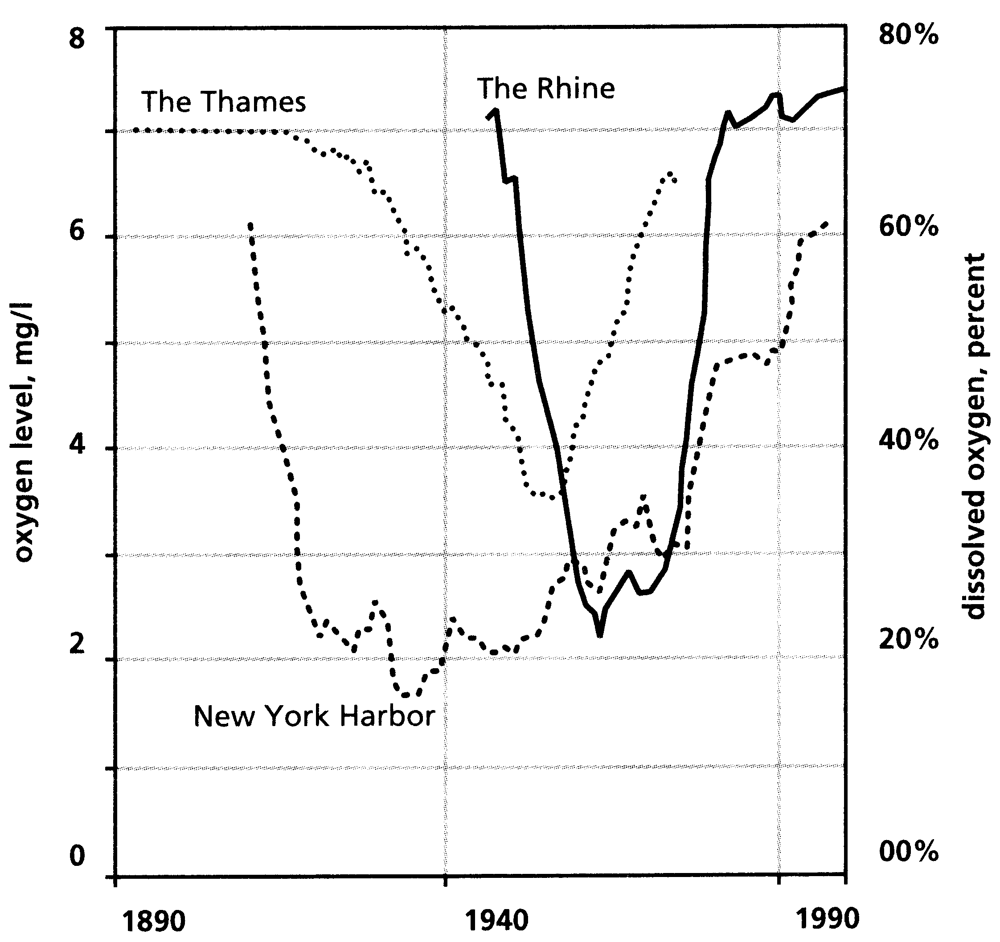 8
80%
The Rhine
The Thames
6
60%
oxygen level, mg/l
dissolved oxygen, percent
4
40%
2
20%
New York Harbor
0
00%
1890
1940
1990